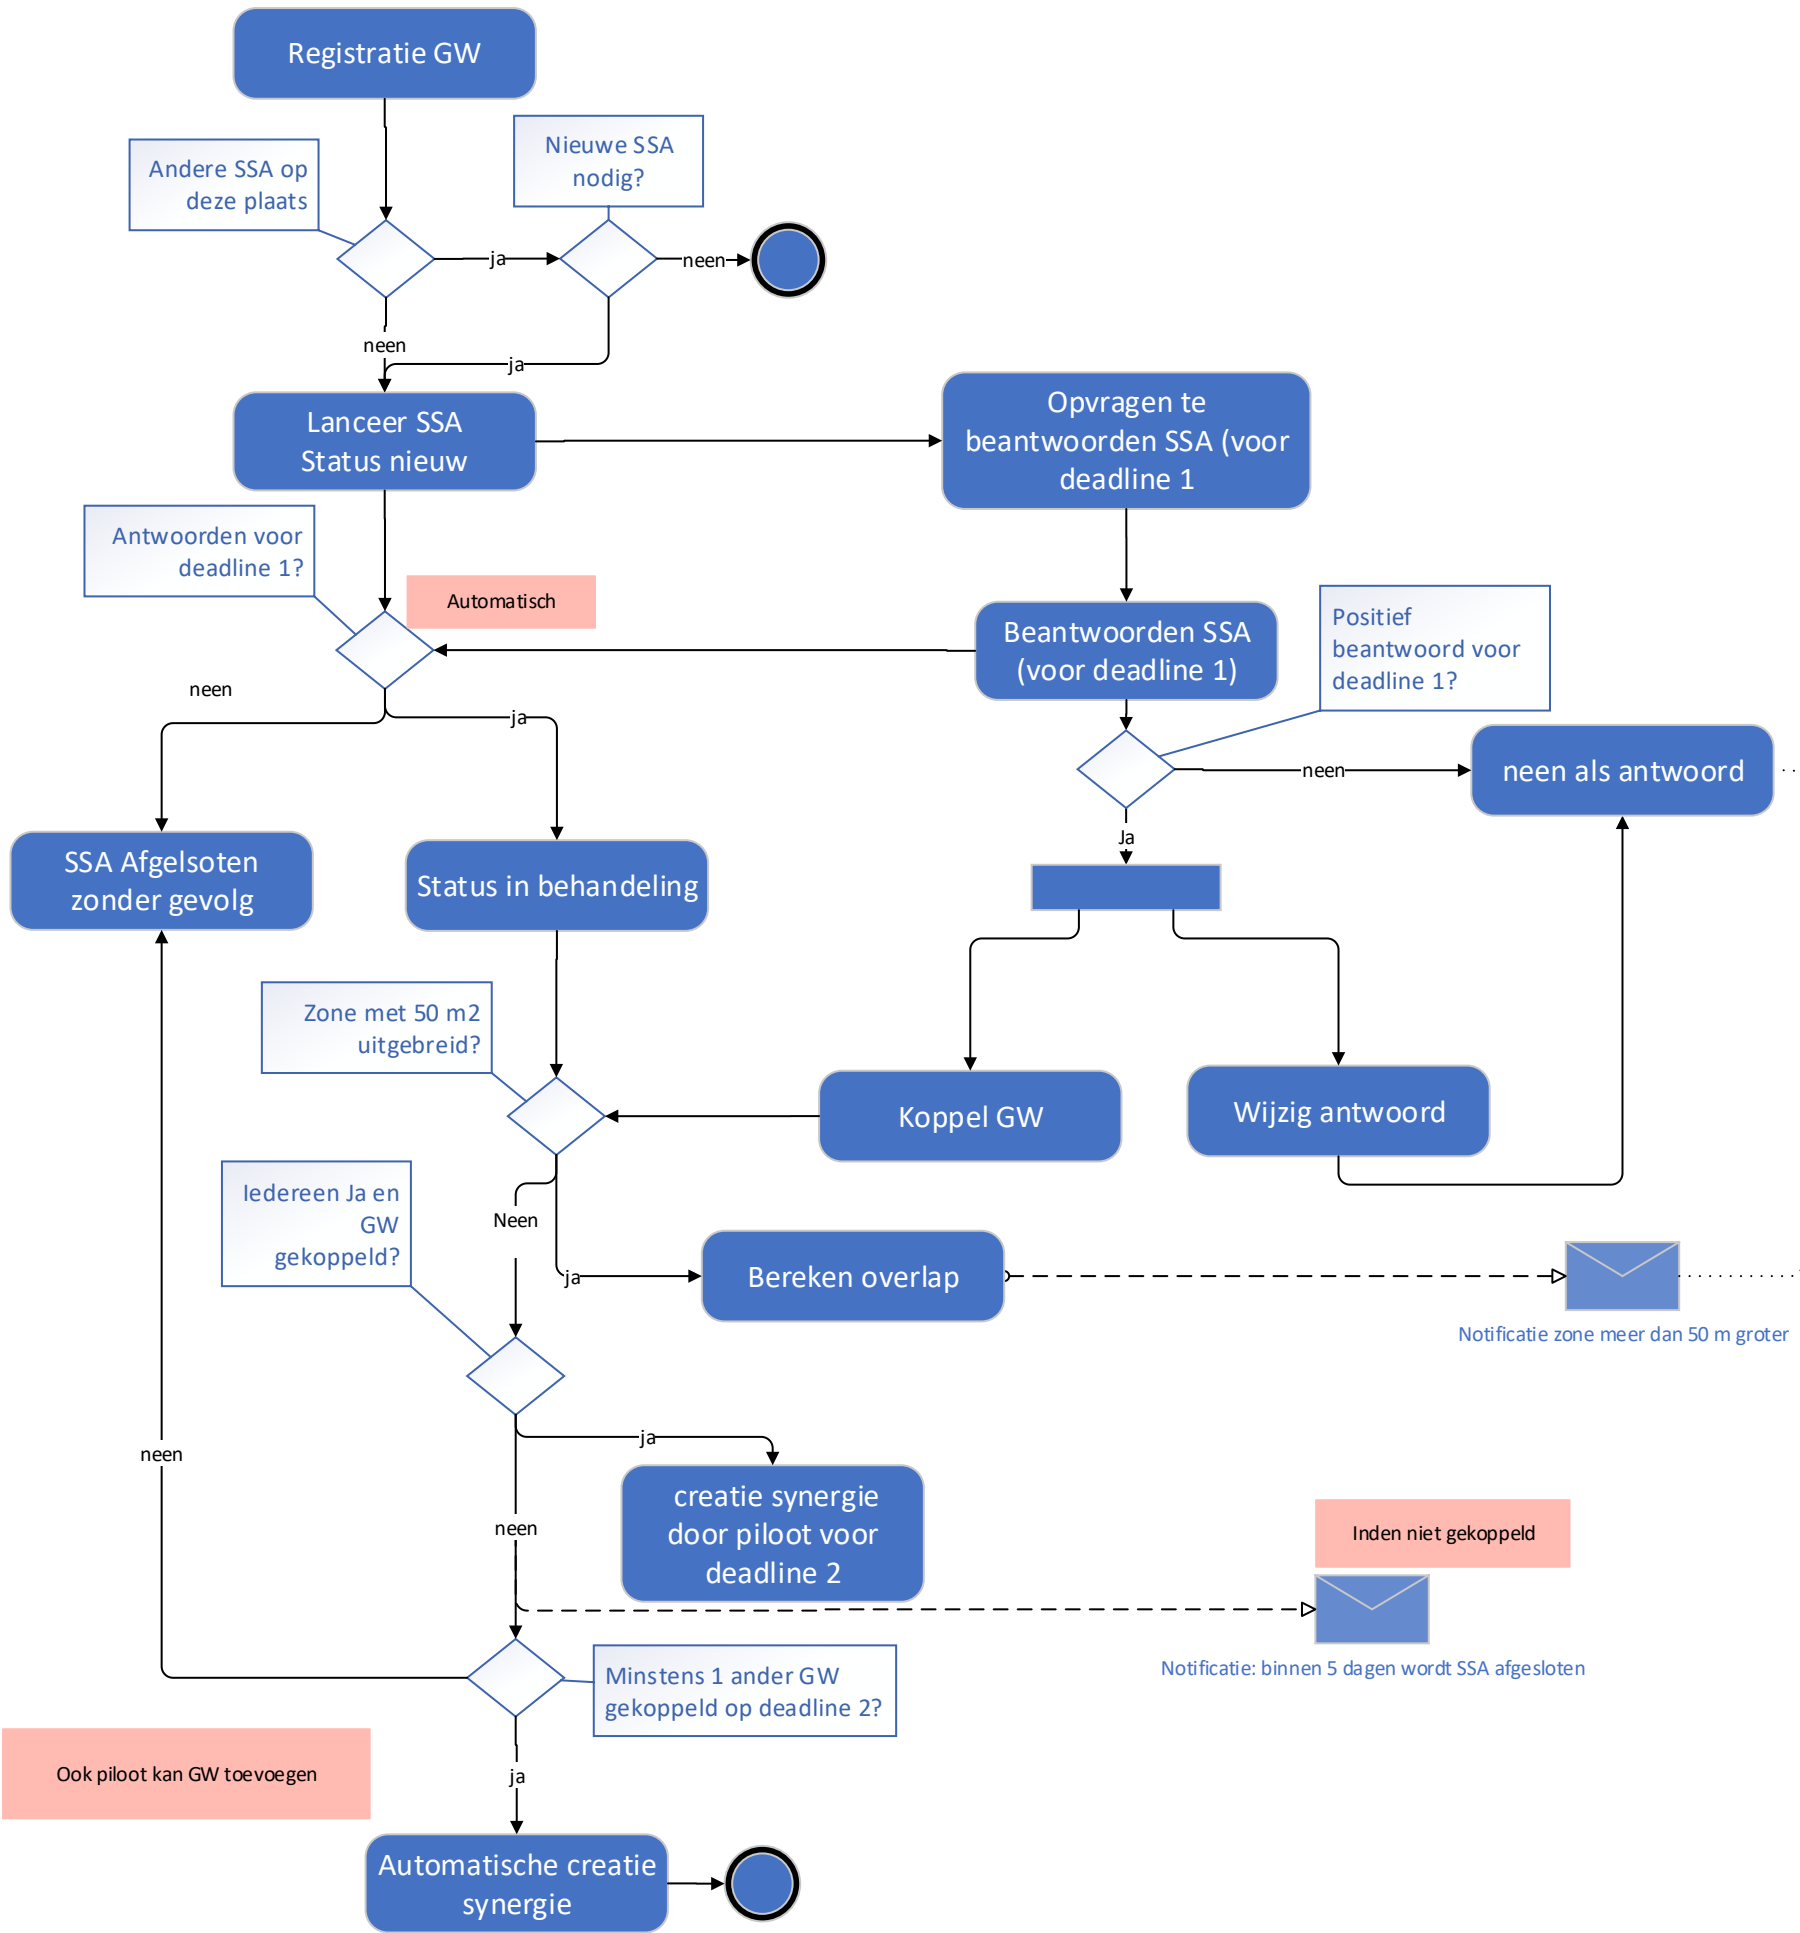 Registratie GW
Andere SSA op
deze plaats
Nieuwe SSA
nodig?
ja
neen
neen
ja
Lanceer SSA
Status nieuw
Opvragen te
beantwoorden SSA (voor
deadline 1
Antwoorden voor
deadline 1?
Automatisch
Beantwoorden SSA
(voor deadline 1)
Positief
beantwoord voor
deadline 1?
neen
ja
neen
neen als antwoord
Ja
SSA Afgelsoten
zonder gevolg
Status in behandeling
Zone met 50 m2
uitgebreid?
Koppel GW
Wijzig antwoord
Iedereen Ja en
GW
gekoppeld?
Neen
ja
Bereken overlap
Notificatie zone meer dan 50 m groter
ja
neen
creatie synergie
door piloot voor
deadline 2
neen
Inden niet gekoppeld
Notificatie: binnen 5 dagen wordt SSA afgesloten
Minstens 1 ander GW
gekoppeld op deadline 2?
Ook piloot kan GW toevoegen
ja
Automatische creatie
synergie